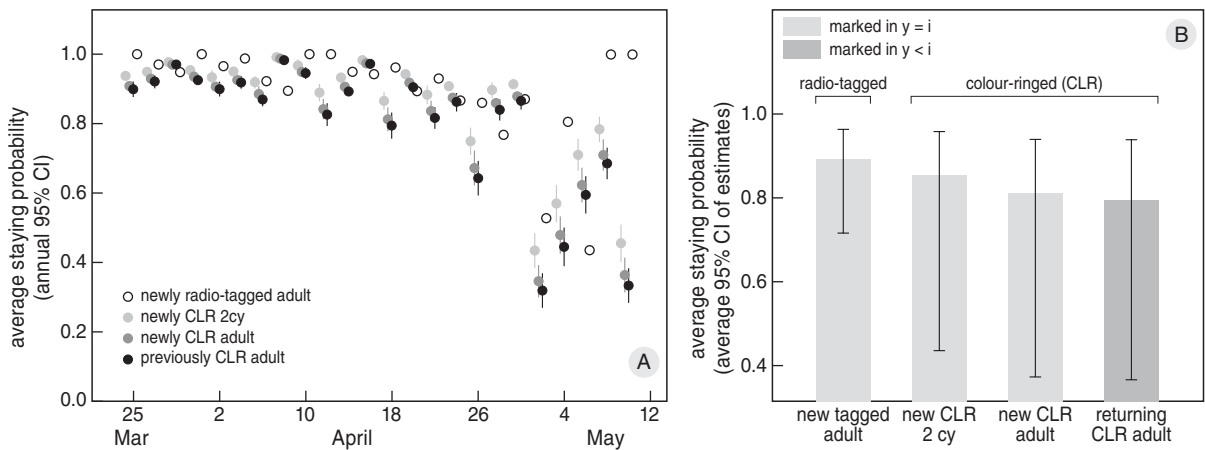 average staying probability
(annual 95% CI)
1.0
0.8
0.6
0.4
0.2
0.0
newly radio-tagged adult
newly CLR 2cy
newly CLR adult
previously CLR adult
A
25
2
10
18
26
4
12
Mar
April
May
average staying probability
(average 95% CI of estimates)
marked in y = i
marked in y < i
B
radio-tagged
colour-ringed (CLR)
1.0
0.8
0.6
0.4
new tagged
adult
new CLR
2 cy
new CLR
adult
returning
CLR adult